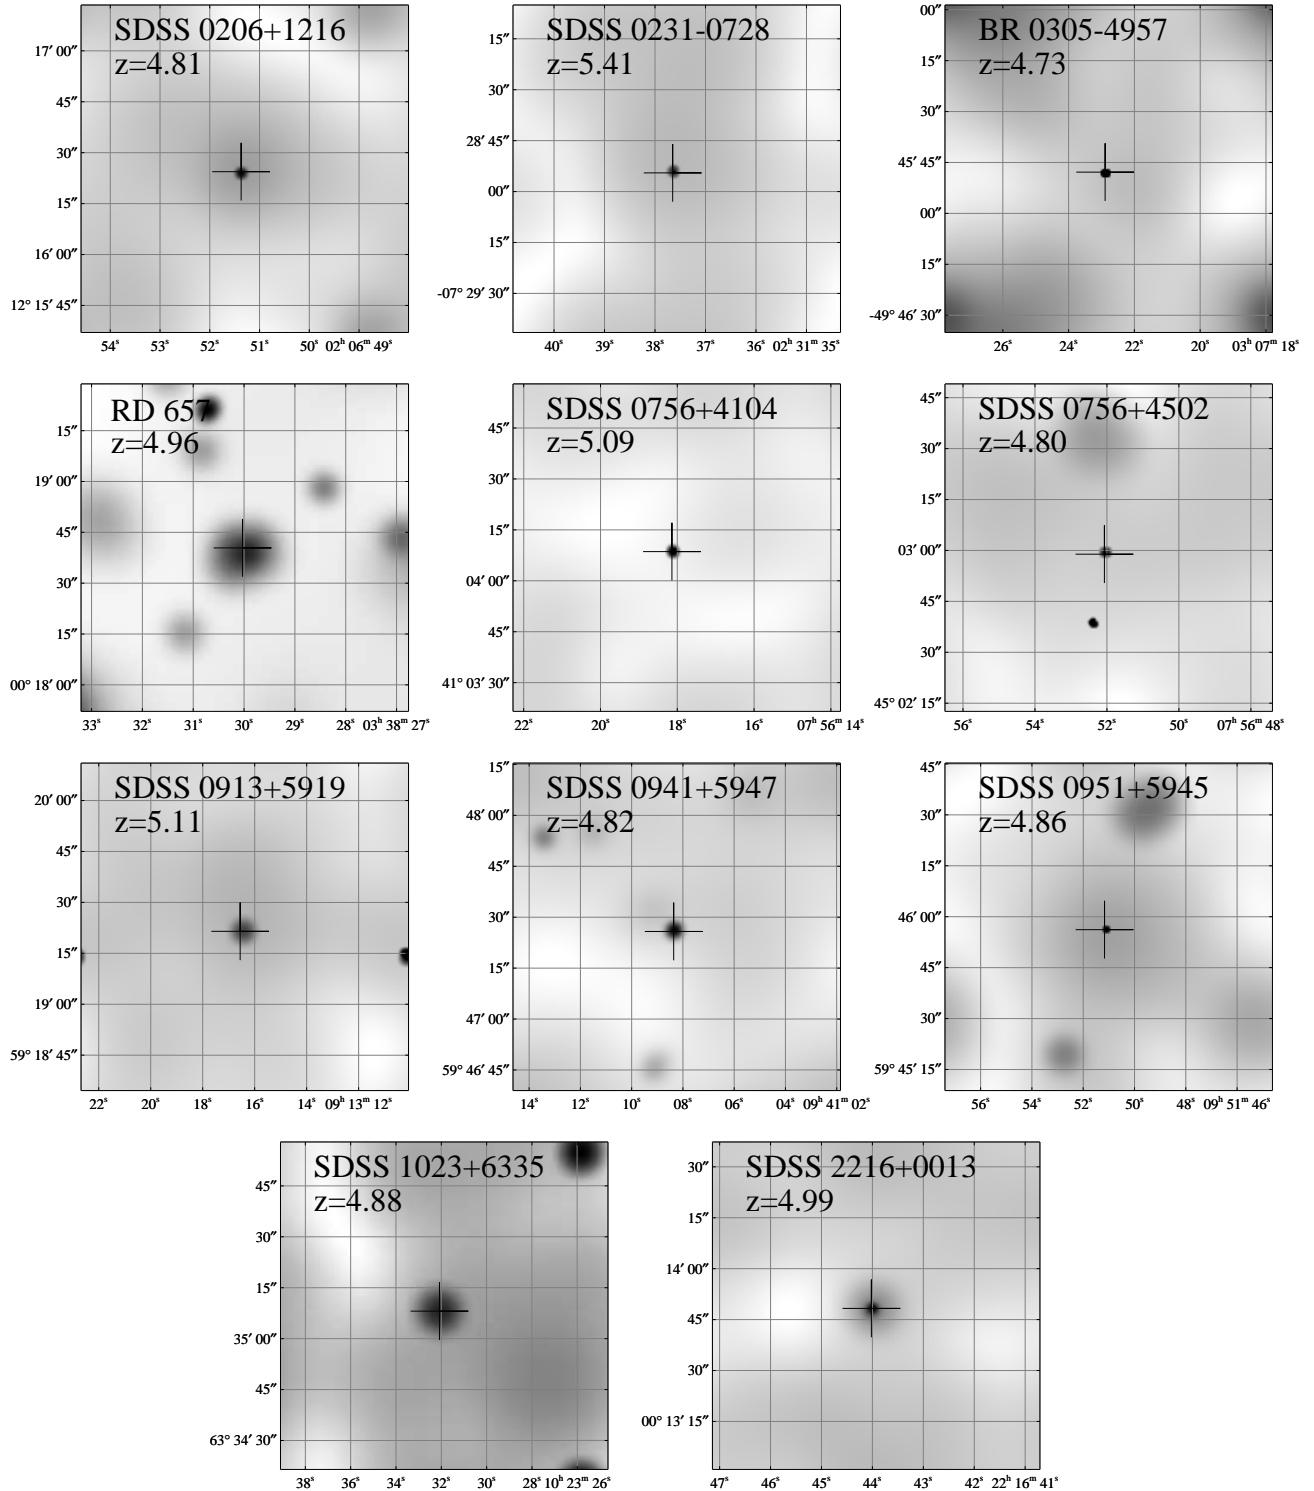 SDSS 0206+1216
z=4.81
17′ 00″
45″
30″
15″
16′ 00″
12° 15′ 45″
54ˢ 53ˢ 52ˢ 51ˢ 50ˢ 02ʰ 06ᵐ 49ˢ
SDSS 0231-0728
z=5.41
15″
30″
28′ 45″
00″
15″
-07° 29′ 30″
40ˢ 39ˢ 38ˢ 37ˢ 36ˢ 02ʰ 31ᵐ 35ˢ
BR 0305-4957
z=4.73
00″
15″
30″
45′ 45″
00″
15″
-49° 46′ 30″
26ˢ 24ˢ 22ˢ 20ˢ 03ʰ 07ᵐ 18ˢ
RD 657
z=4.96
15″
19′ 00″
45″
30″
15″
00° 18′ 00″
33ˢ 32ˢ 31ˢ 30ˢ 29ˢ 28ˢ 03ʰ 38ᵐ 27ˢ
SDSS 0756+4104
z=5.09
45″
30″
15″
04′ 00″
45″
41° 03′ 30″
22ˢ 20ˢ 18ˢ 16ˢ 07ʰ 56ᵐ 14ˢ
SDSS 0756+4502
z=4.80
30″
15″
03′ 00″
45″
30″
45° 02′ 15″
56ˢ 54ˢ 52ˢ 50ˢ 07ʰ 56ᵐ 48ˢ
SDSS 0913+5919
z=5.11
20′ 00″
45″
30″
15″
19′ 00″
59° 18′ 45″
22ˢ 20ˢ 18ˢ 16ˢ 14ˢ 09ʰ 13ᵐ 12ˢ
SDSS 0941+5947
z=4.82
15″
48′ 00″
45″
30″
15″
47′ 00″
59° 46′ 45″
14ˢ 12ˢ 10ˢ 08ˢ 06ˢ 04ˢ 09ʰ 41ᵐ 02ˢ
SDSS 0951+5945
z=4.86
45″
30″
15″
46′ 00″
45″
30″
59° 45′ 15″
56ˢ 54ˢ 52ˢ 50ˢ 48ˢ 09ʰ 51ᵐ 46ˢ
SDSS 1023+6335
z=4.88
45″
30″
15″
35′ 00″
45″
63° 34′ 30″
38ˢ 36ˢ 34ˢ 32ˢ 30ˢ 28ˢ 10ʰ 23ᵐ 26ˢ
SDSS 2216+0013
z=4.99
30″
15″
14′ 00″
45″
30″
00° 13′ 15″
47ˢ 46ˢ 45ˢ 44ˢ 43ˢ 42ˢ 22ʰ 16ᵐ 41ˢ